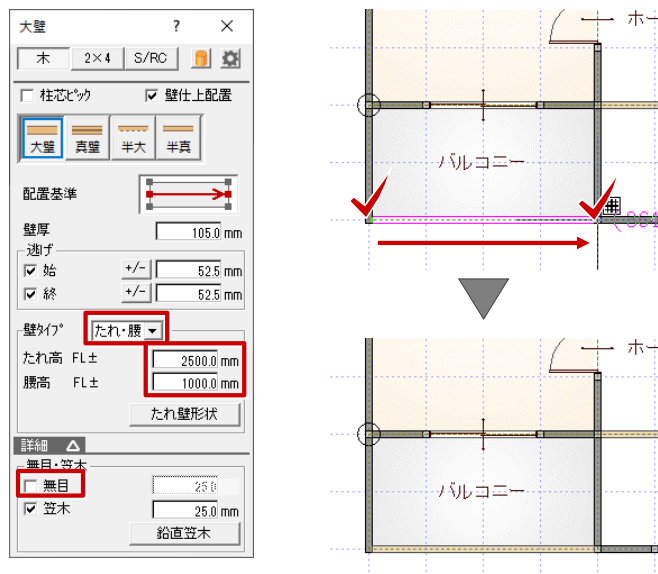 大壁 ? ×
木 2×4 S/RC
柱芯ピック 壁仕上配置
大壁 真壁 半大 半真
配置基準
壁厚 105.0 mm
逃げ
始 +/- 52.5 mm
終 +/- 52.5 mm
壁タイプ たれ・腰
たれ高 FL± 2500.0 mm
腰高 FL± 1000.0 mm
たれ壁形状
詳細 △
無目・笠木
無目 25.0
笠木 25.0 mm
鉛直笠木
ホー
バルコニー
ホー
バルコニー